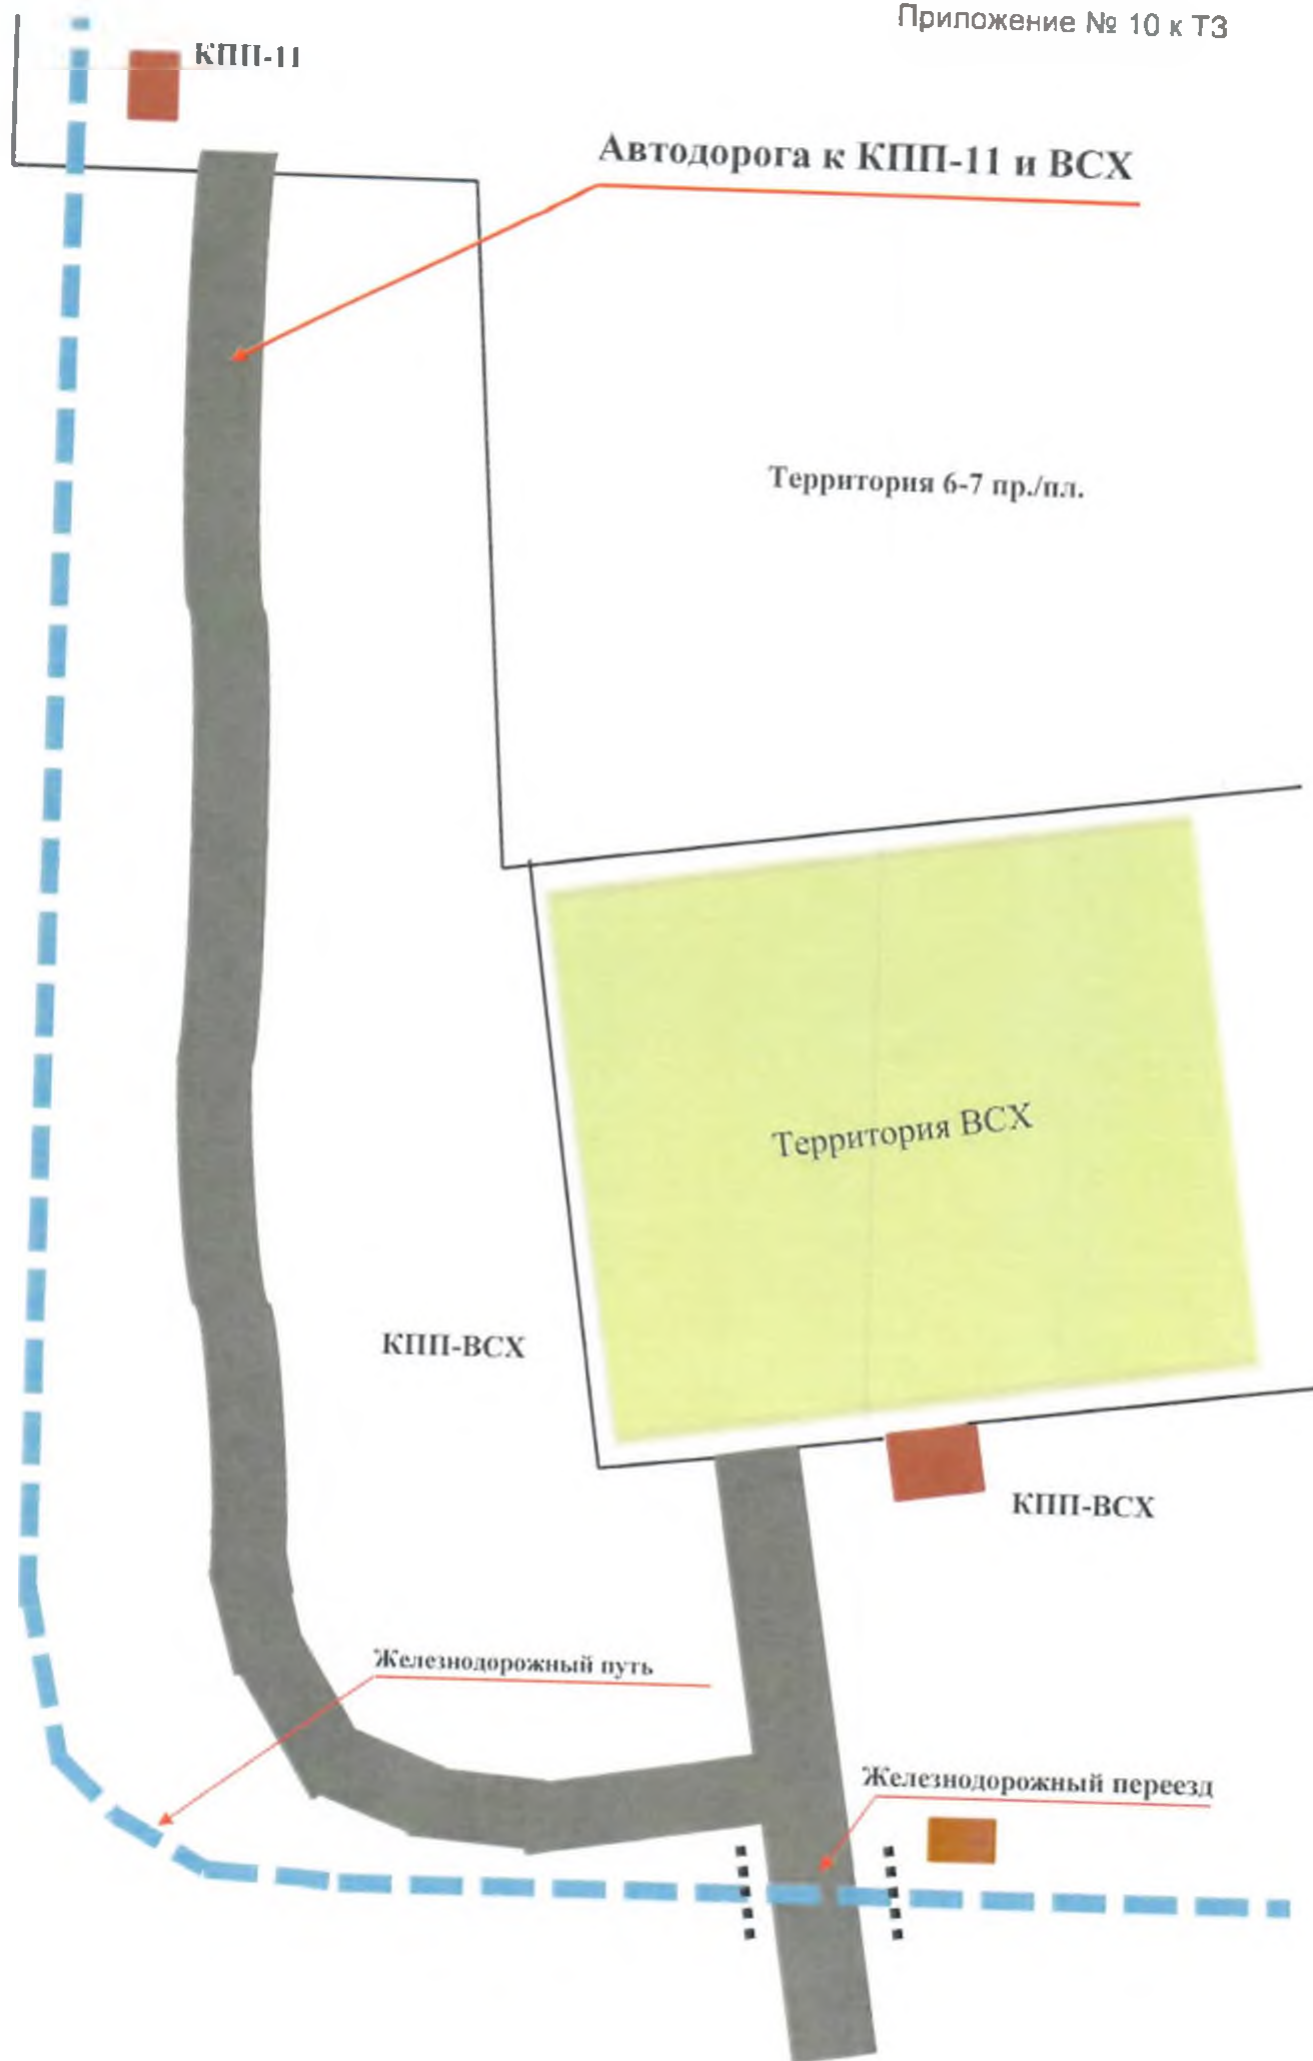 Приложение № 10 к ТЗ
КПП-11
Автодорога к КПП-11 и ВСХ
Территория 6-7 пр./пл.
Территория ВСХ
КПП-ВСХ
КПП-ВСХ
Железнодорожный путь
Железнодорожный переезд